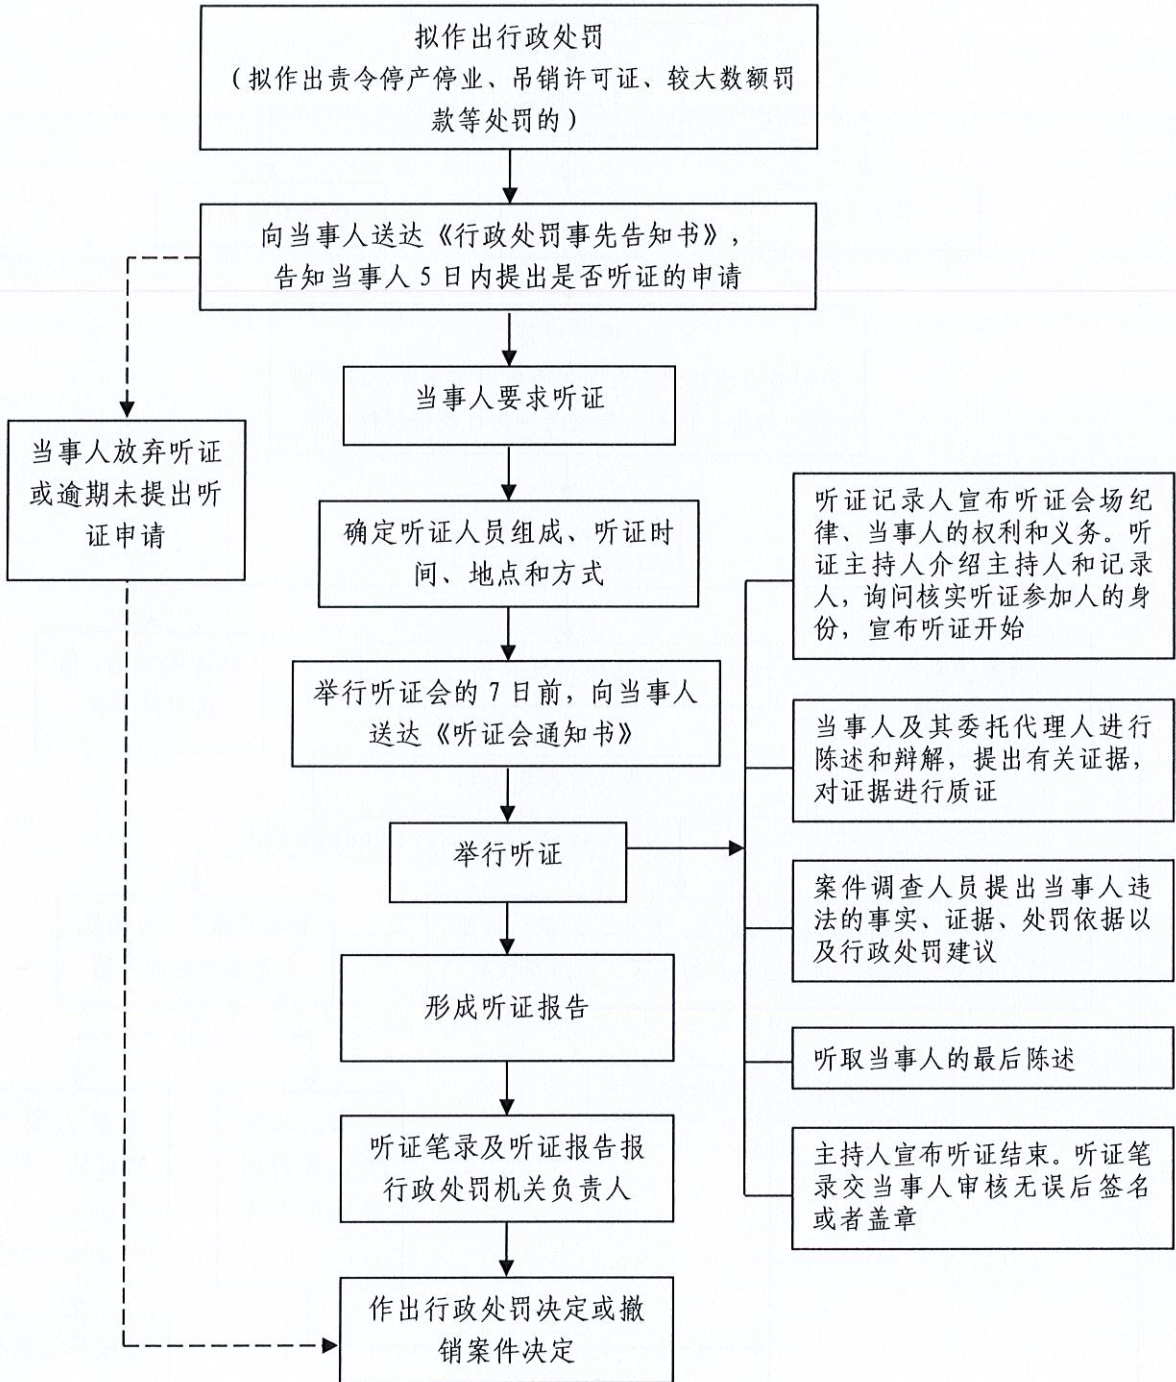 拟作出行政处罚
（拟作出责令停产停业、吊销许可证、较大数额罚
款等处罚的）
向当事人送达《行政处罚事先告知书》，
告知当事人 5 日内提出是否听证的申请
当事人要求听证
当事人放弃听证
或逾期未提出听
证申请
确定听证人员组成、听证时
间、地点和方式
举行听证会的 7 日前，向当事人
送达《听证会通知书》
举行听证
听证记录人宣布听证会场纪
律、当事人的权利和义务。听
证主持人介绍主持人和记录
人，询问核实听证参加人的身
份，宣布听证开始
当事人及其委托代理人进行
陈述和辩解，提出有关证据，
对证据进行质证
案件调查人员提出当事人违
法的事实、证据、处罚依据以
及行政处罚建议
听取当事人的最后陈述
主持人宣布听证结束。听证笔
录交当事人审核无误后签名
或者盖章
形成听证报告
听证笔录及听证报告报
行政处罚机关负责人
作出行政处罚决定或撤
销案件决定